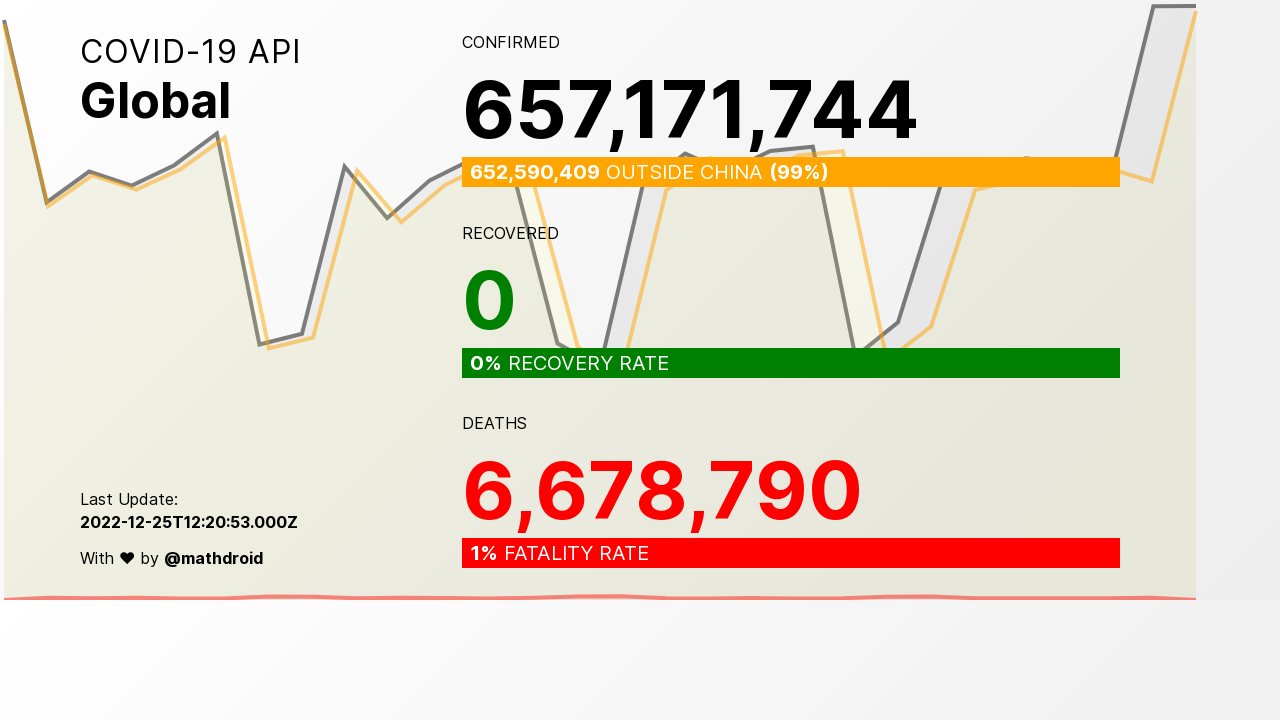 COVID-19 API
Global
CONFIRMED
657,171,744
652,590,409 OUTSIDE CHINA (99%)
RECOVERED
0
0% RECOVERY RATE
DEATHS
6,678,790
1% FATALITY RATE
Last Update:
2022-12-25T12:20:53.000Z
With ♥ by @mathdroid